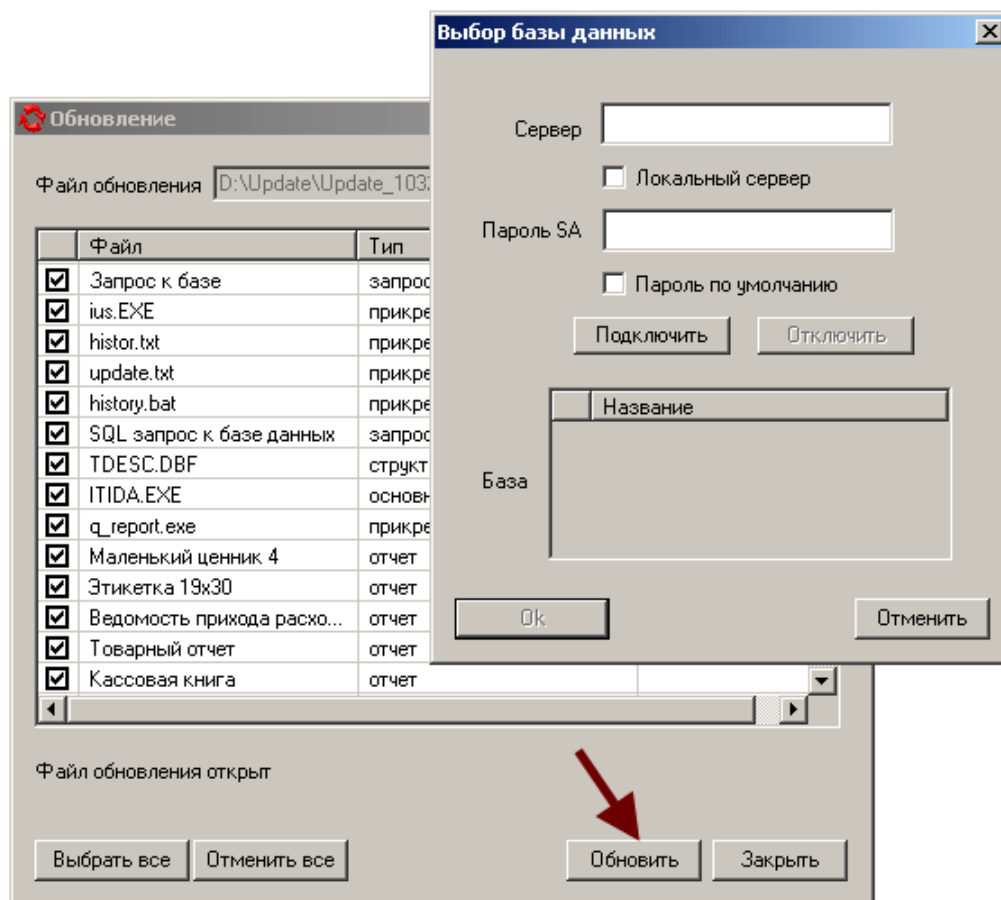 Выбор базы данных
Сервер
Локальный сервер
Пароль SA
Пароль по умолчанию
Подключить Отключить
Название
База
Ok Отменить
Обновление
Файл обновления D:\Update\Update_103
Файл Тип
Запрос к базе запрос
ius.EXE прикре
histor.txt прикре
update.txt прикре
history.bat прикре
SQL запрос к базе данных запрос
TDESC.DBF структ
ITIDA.EXE основн
q_report.exe прикре
Маленький ценник 4 отчет
Этикетка 19x30 отчет
Ведомость прихода расхо... отчет
Товарный отчет отчет
Кассовая книга отчет
Файл обновления открыт
Выбрать все Отменить все Обновить Закрыть